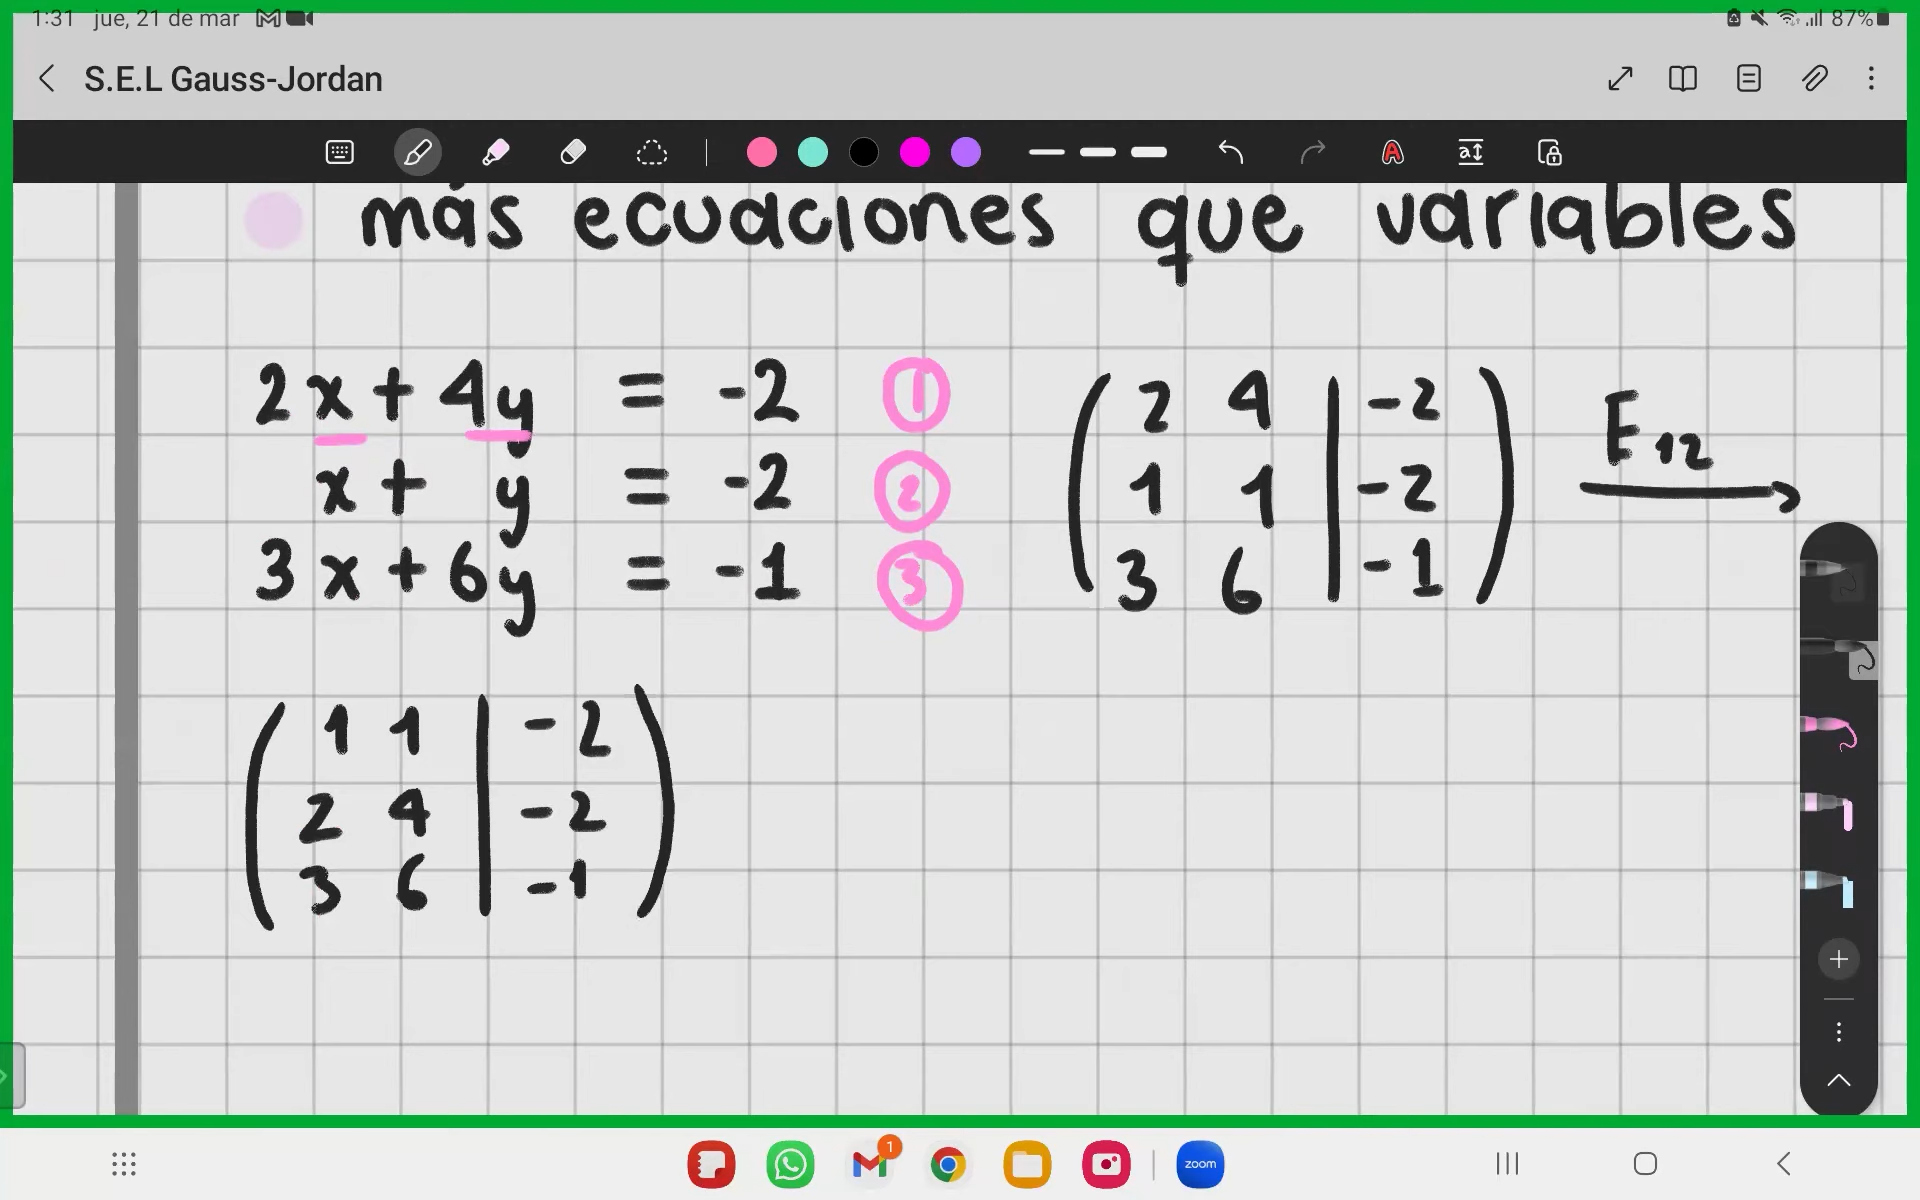 1:31 jue, 21 de mar 87%
S.E.L Gauss-Jordan
más ecuaciones que variables
2x + 4y = -2 1
x + y = -2 2
3x + 6y = -1 3
( 2 4 | -2 )
( 1 1 | -2 )
( 3 6 | -1 )
E12
( 1 1 | -2 )
( 2 4 | -2 )
( 3 6 | -1 )
1
zoom